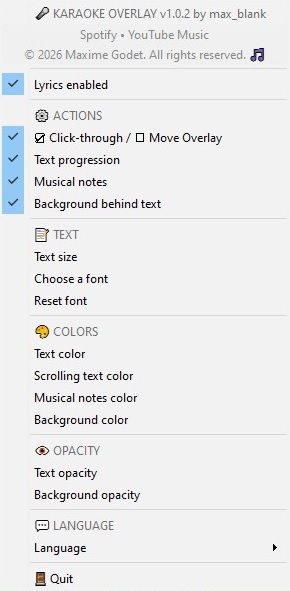 🎤 KARAOKE OVERLAY v1.0.2 by max_blank
Spotify • YouTube Music
© 2026 Maxime Godet. All rights reserved. 🎵
✓ Lyrics enabled
⚙ ACTIONS
✓ ☑ Click-through / ☐ Move Overlay
✓ Text progression
✓ Musical notes
✓ Background behind text
📝 TEXT
Text size
Choose a font
Reset font
🎨 COLORS
Text color
Scrolling text color
Musical notes color
Background color
👁 OPACITY
Text opacity
Background opacity
💬 LANGUAGE
Language ▶
🚪 Quit